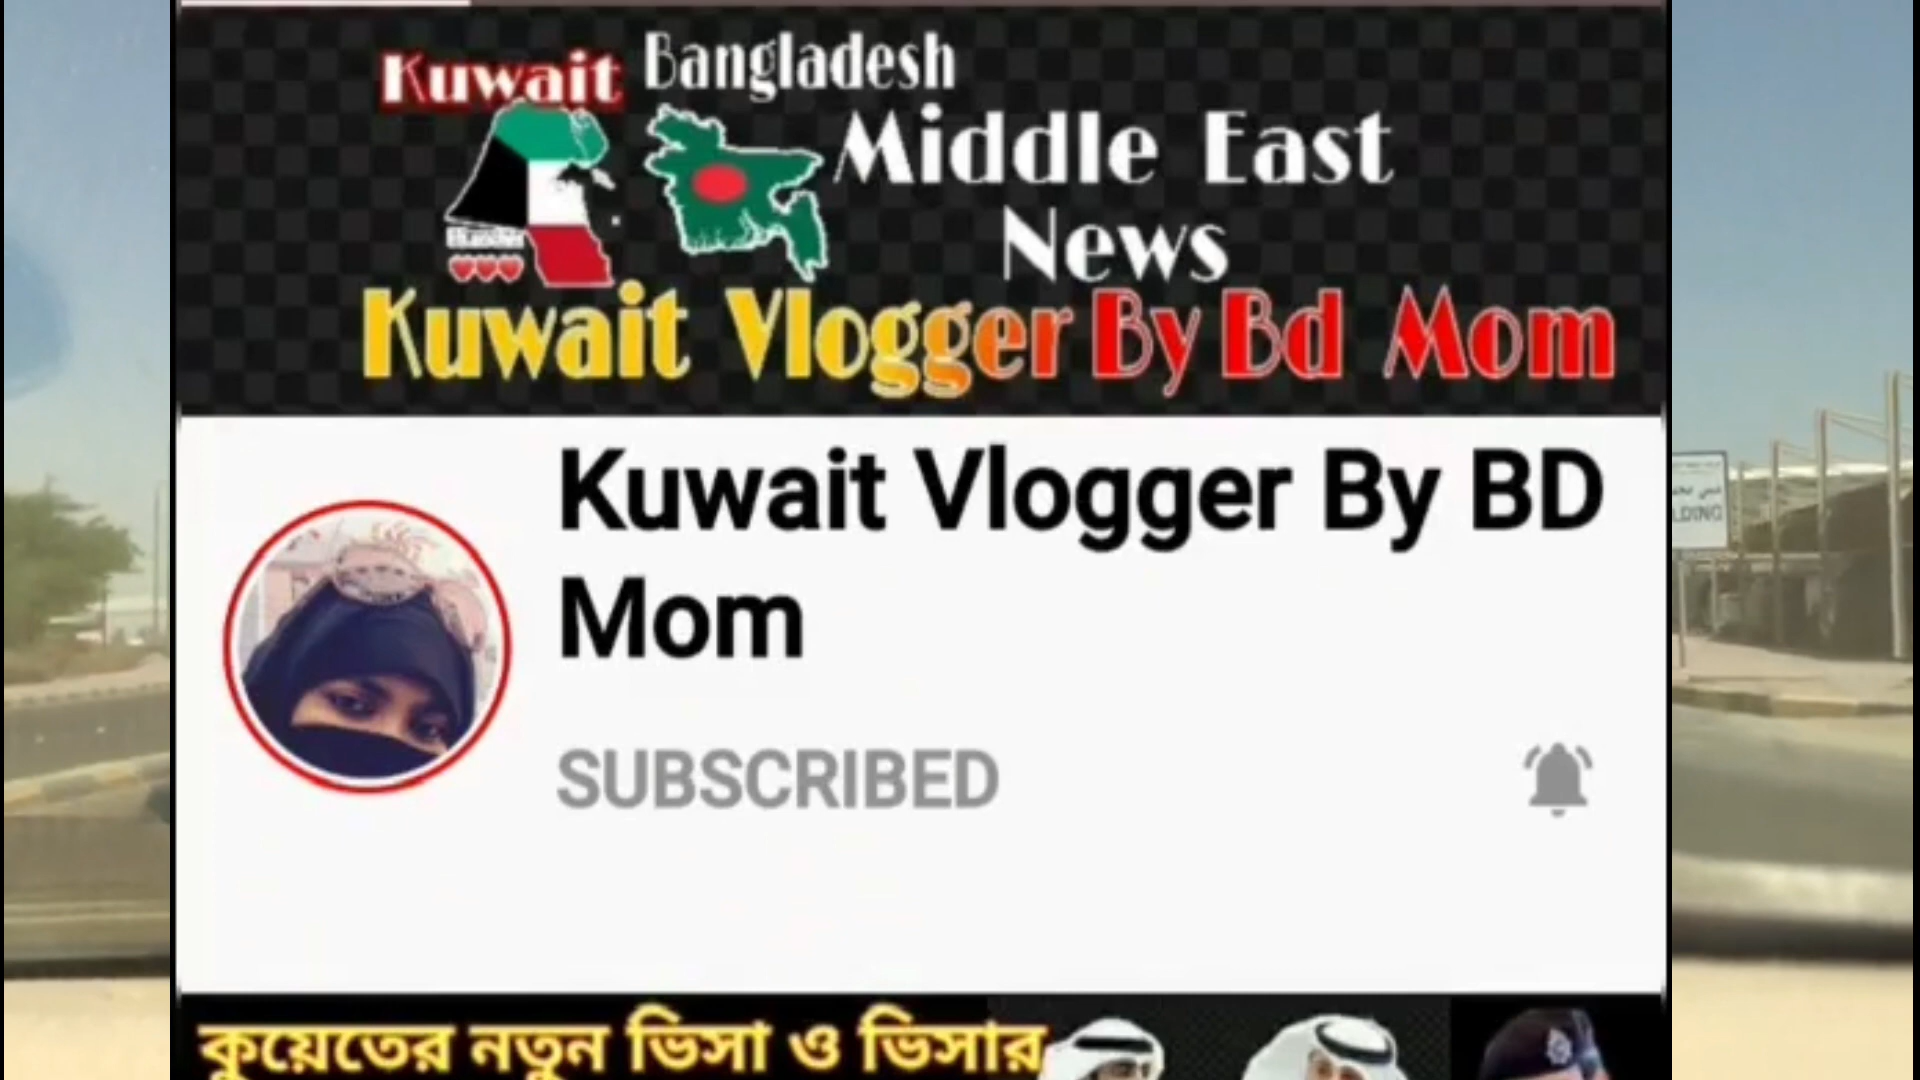 Kuwait Bangladesh
Middle East
News
Kuwait Vlogger By Bd Mom
Kuwait Vlogger By BD
Mom
SUBSCRIBED
কুয়েতের নতুন ভিসা ও ভিসার